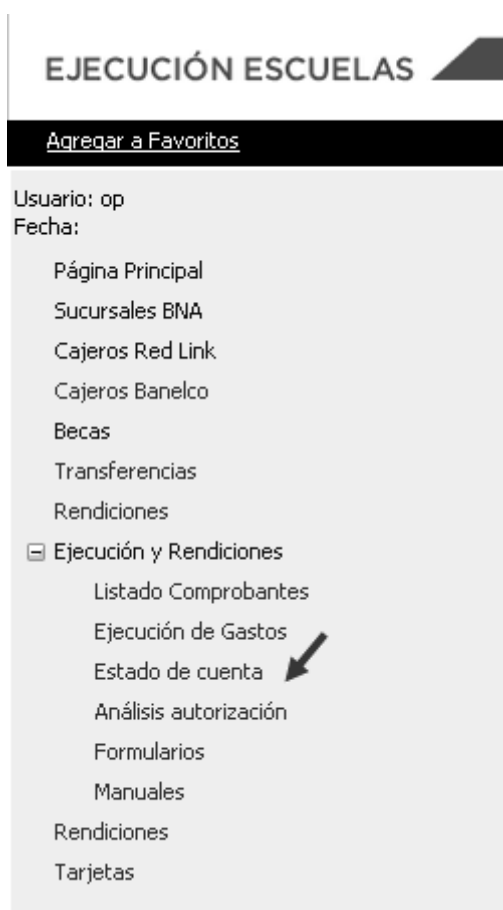 EJECUCIÓN ESCUELAS
Agregar a Favoritos
Usuario: op
Fecha:
Página Principal
Sucursales BNA
Cajeros Red Link
Cajeros Banelco
Becas
Transferencias
Rendiciones
Ejecución y Rendiciones
Listado Comprobantes
Ejecución de Gastos
Estado de cuenta
Análisis autorización
Formularios
Manuales
Rendiciones
Tarjetas